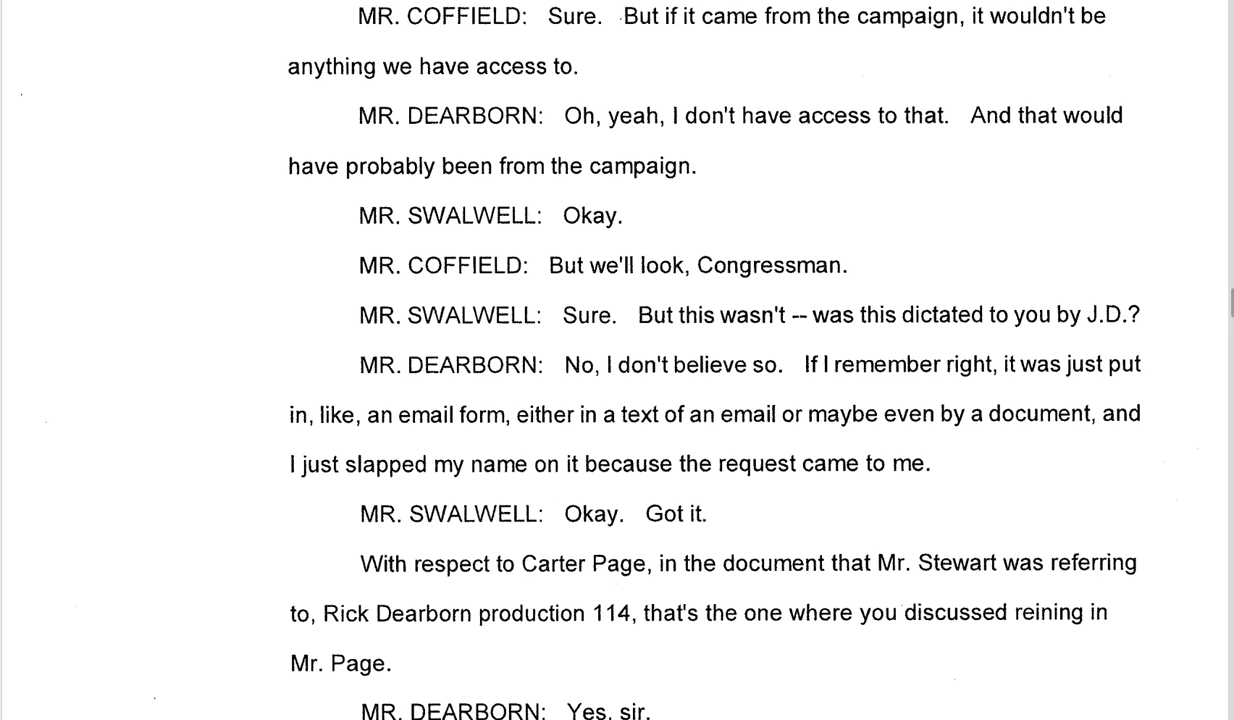 MR. COFFIELD: Sure. But if it came from the campaign, it wouldn't be
anything we have access to.
MR. DEARBORN: Oh, yeah, I don't have access to that. And that would
have probably been from the campaign.
MR. SWALWELL: Okay.
MR. COFFIELD: But we'll look, Congressman.
MR. SWALWELL: Sure. But this wasn't -- was this dictated to you by J.D.?
MR. DEARBORN: No, I don't believe so. If I remember right, it was just put
in, like, an email form, either in a text of an email or maybe even by a document, and
I just slapped my name on it because the request came to me.
MR. SWALWELL: Okay. Got it.
With respect to Carter Page, in the document that Mr. Stewart was referring
to, Rick Dearborn production 114, that's the one where you discussed reining in
Mr. Page.
MR. DEARBORN: Yes, sir.